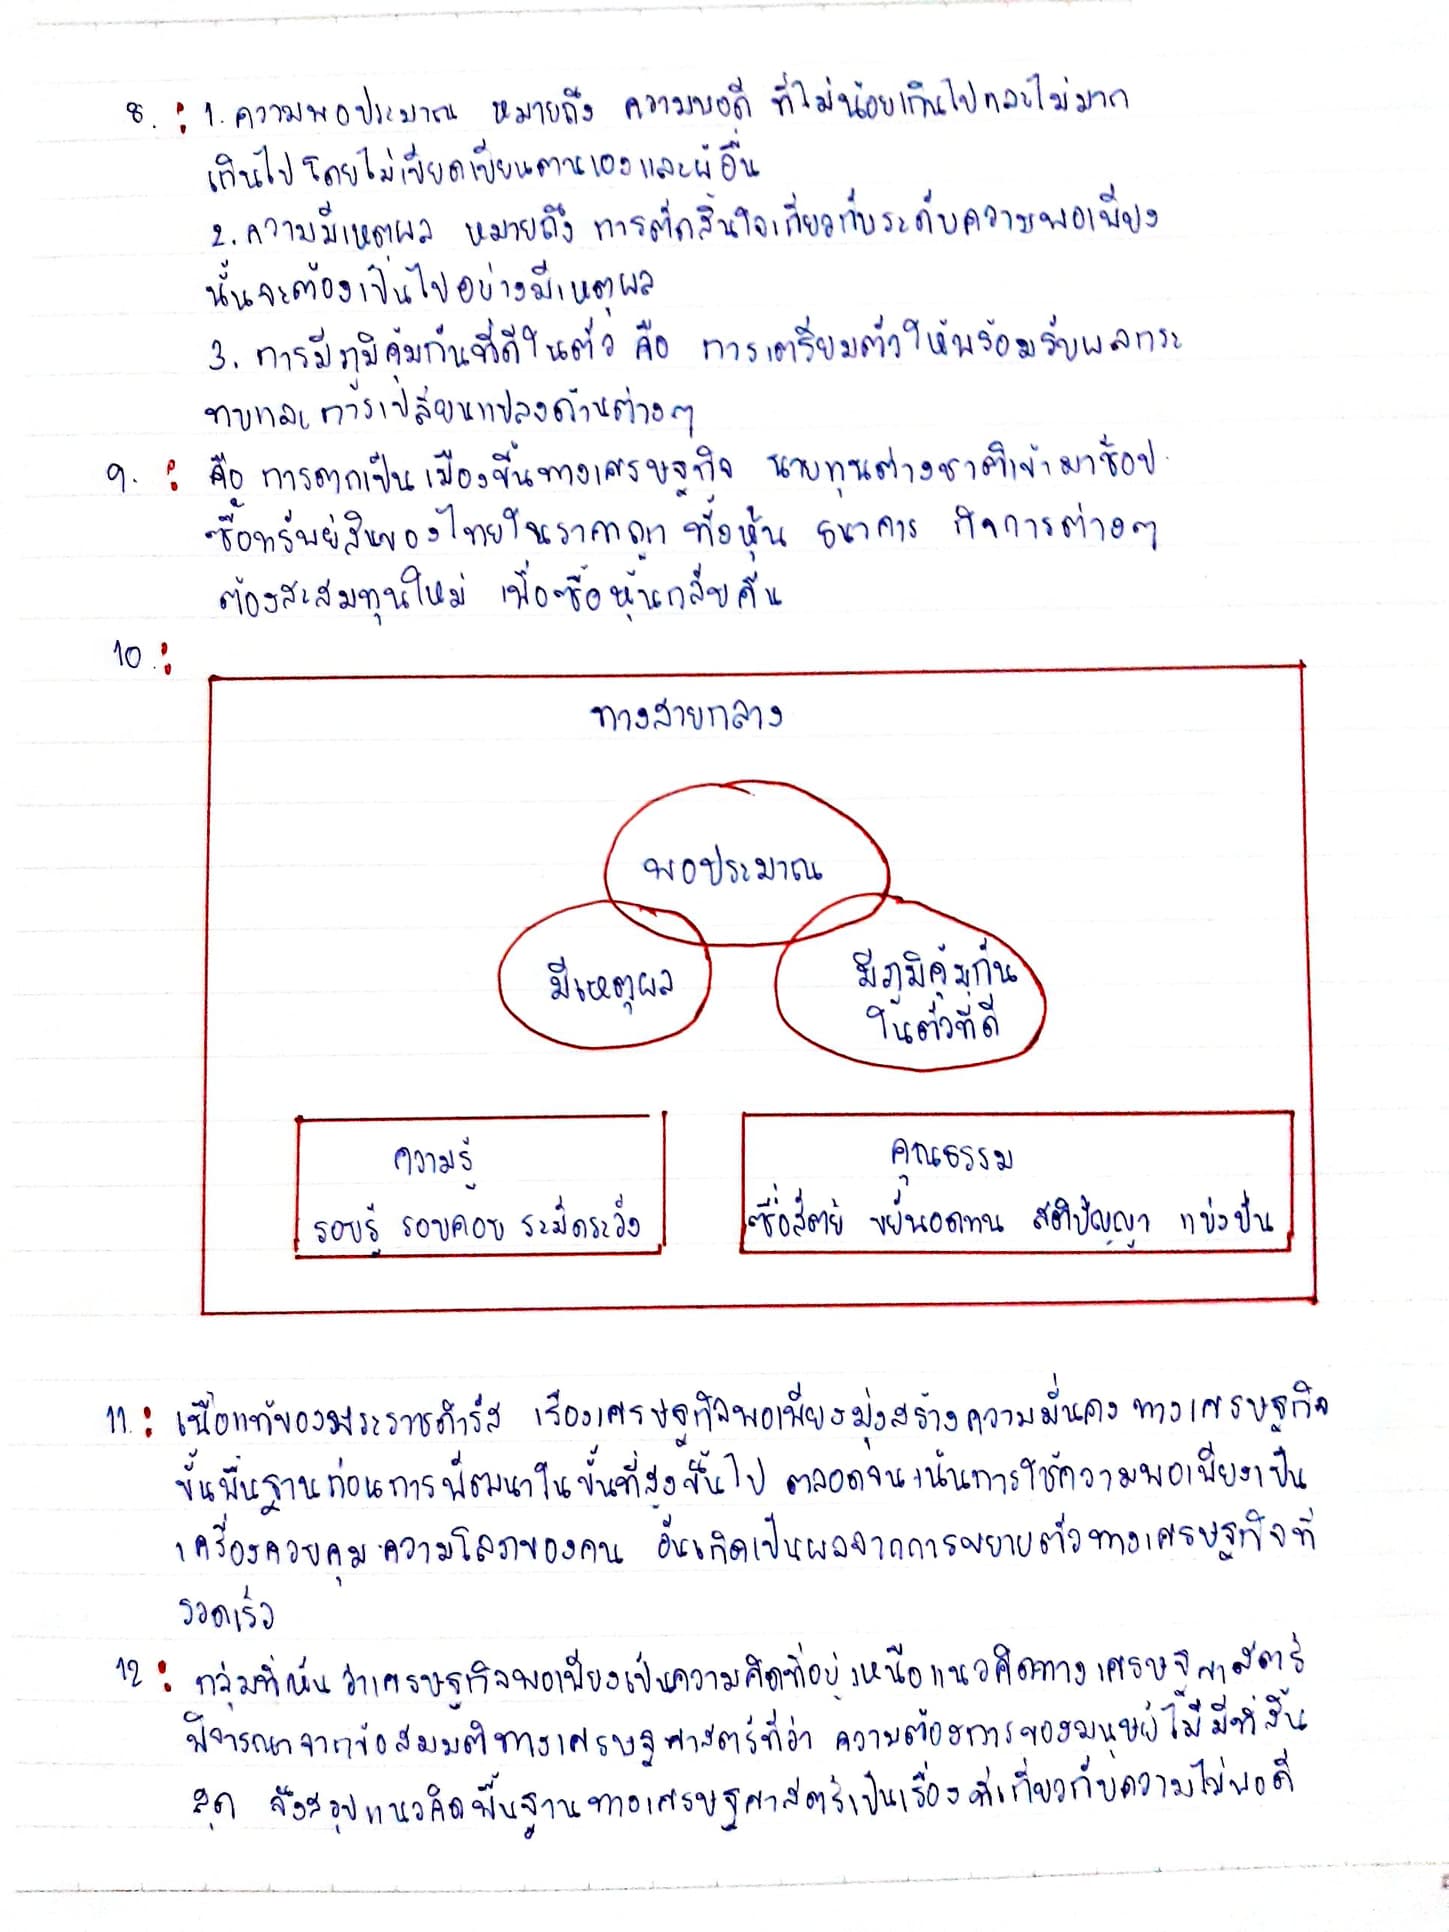 8. : 1. ความพอประมาณ หมายถึง ความพอดี ที่ไม่น้อยเกินไปและไม่มาก
เกินไป โดยไม่เบียดเบียนตนเองและผู้อื่น
2. ความมีเหตุผล หมายถึง การตัดสินใจเกี่ยวกับระดับความพอเพียง
นั้นจะต้องเป็นไปอย่างมีเหตุผล
3. การมีภูมิคุ้มกันที่ดีในตัว คือ การเตรียมตัวให้พร้อมรับผลกระ
ทบและการเปลี่ยนแปลงด้านต่างๆ
9. : คือ การตกเป็นเมืองขึ้นทางเศรษฐกิจ นายทุนต่างชาติเข้ามาช้อป
ซื้อทรัพย์สินของไทยในราคาถูก ทั้งหุ้น ธนาคาร กิจการต่างๆ
ต้องสะสมทุนใหม่ เพื่อซื้อหุ้นกลับคืน
10. :
ทางสายกลาง
พอประมาณ
มีเหตุผล
มีภูมิคุ้มกัน
ในตัวที่ดี
ความรู้
รอบรู้ รอบคอบ ระมัดระวัง
คุณธรรม
ซื่อสัตย์ ขยันอดทน สติปัญญา แบ่งปัน
11. : เนื้อแท้ของพระราชดำรัส เรื่องเศรษฐกิจพอเพียงมุ่งสร้างความมั่นคงทางเศรษฐกิจ
ขั้นพื้นฐานก่อนการพัฒนาในขั้นที่สูงขึ้นไป ตลอดจนเน้นการใช้ความพอเพียงเป็น
เครื่องควบคุมความโลภของคน อันเกิดเป็นผลจากการขยายตัวทางเศรษฐกิจที่
รวดเร็ว
12 : กลุ่มที่เห็นว่าเศรษฐกิจพอเพียงเป็นความคิดที่อยู่เหนือแนวคิดทางเศรษฐศาสตร์
พิจารณาจากข้อสมมติทางเศรษฐศาสตร์ที่ว่า ความต้องการของมนุษย์ไม่มีที่สิ้น
สุด จึงสรุปแนวคิดพื้นฐานทางเศรษฐศาสตร์เป็นเรื่องที่เกี่ยวกับความไม่พอดี